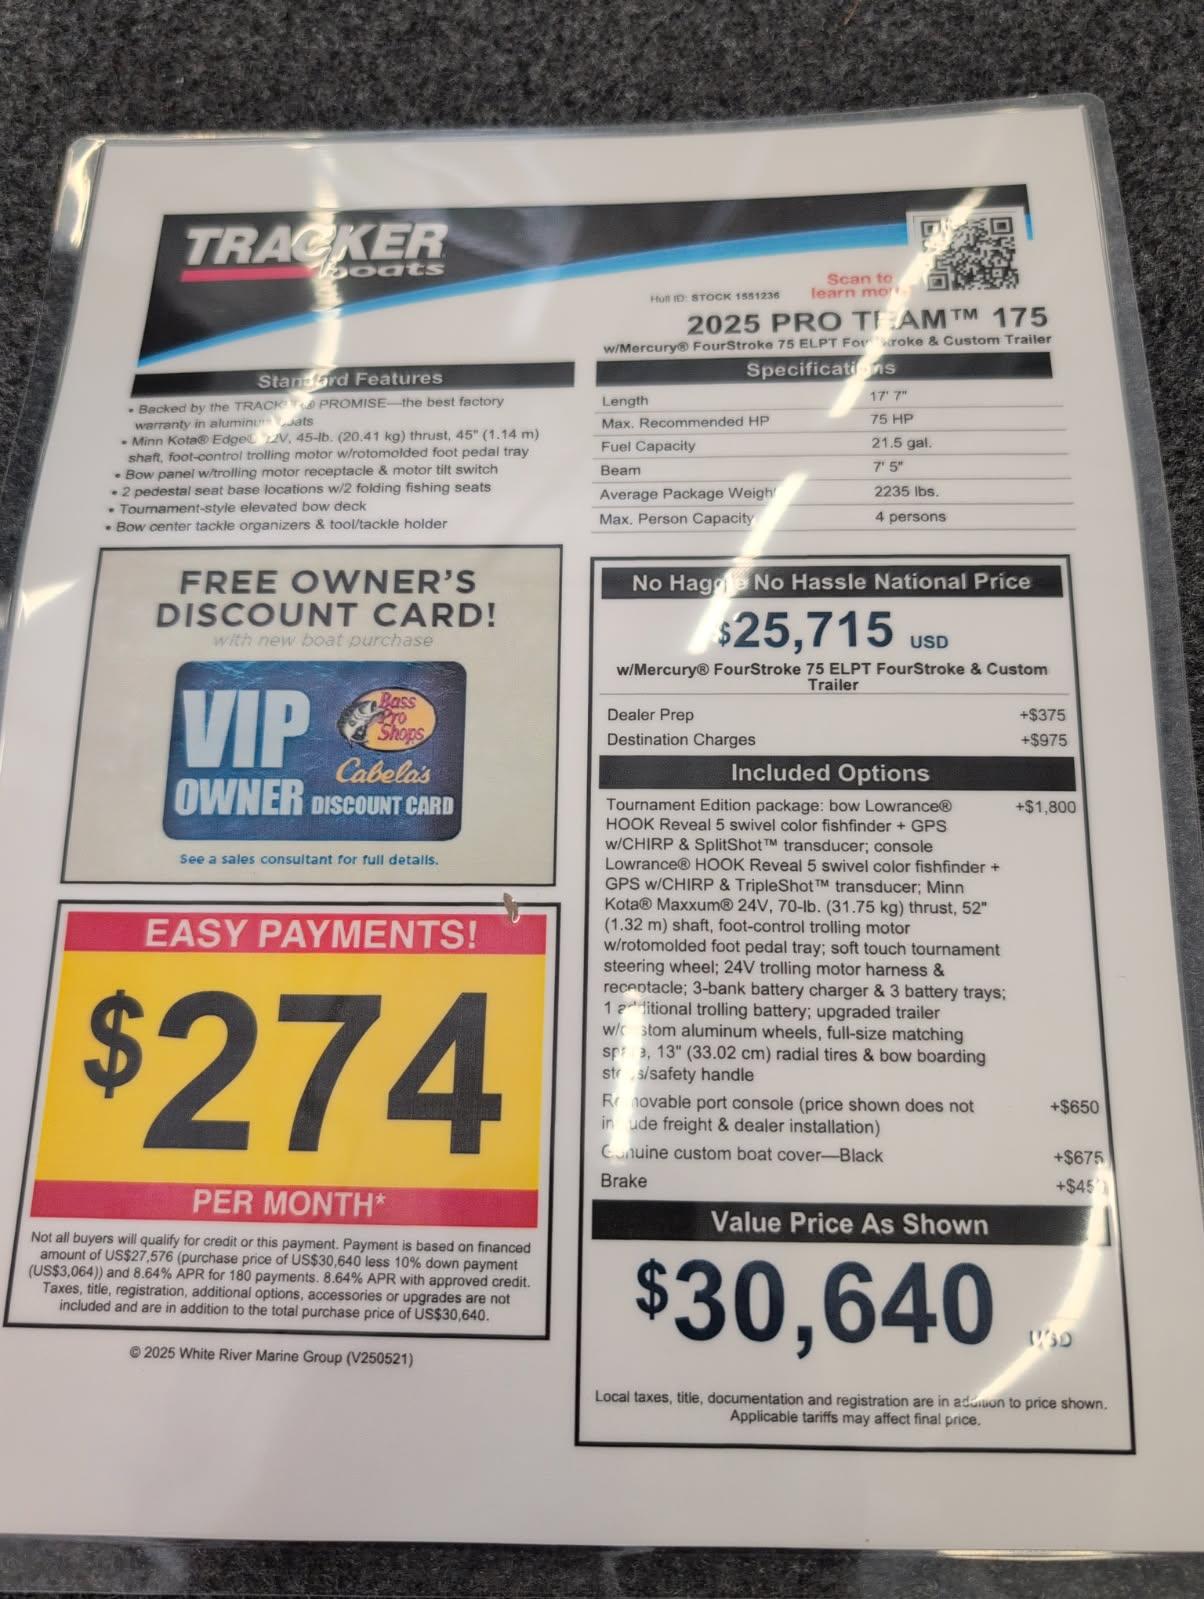 TRACKER
boats
Scan to
learn more
Hull ID: STOCK 1551236
2025 PRO TEAM™ 175
w/Mercury® FourStroke 75 ELPT FourStroke & Custom Trailer
Standard Features
• Backed by the TRACKER® PROMISE—the best factory
warranty in aluminum boats
• Minn Kota® Edge® 12V, 45-lb. (20.41 kg) thrust, 45" (1.14 m)
shaft, foot-control trolling motor w/rotomolded foot pedal tray
• Bow panel w/trolling motor receptacle & motor tilt switch
• 2 pedestal seat base locations w/2 folding fishing seats
• Tournament-style elevated bow deck
• Bow center tackle organizers & tool/tackle holder
Specifications
Length 17' 7"
Max. Recommended HP 75 HP
Fuel Capacity 21.5 gal.
Beam 7' 5"
Average Package Weight 2235 lbs.
Max. Person Capacity 4 persons
FREE OWNER'S
DISCOUNT CARD!
with new boat purchase
VIP
OWNER DISCOUNT CARD
Bass
Pro
Shops
Cabela's
See a sales consultant for full details.
EASY PAYMENTS!
$274
PER MONTH*
Not all buyers will qualify for credit or this payment. Payment is based on financed
amount of US$27,576 (purchase price of US$30,640 less 10% down payment
(US$3,064)) and 8.64% APR for 180 payments. 8.64% APR with approved credit.
Taxes, title, registration, additional options, accessories or upgrades are not
included and are in addition to the total purchase price of US$30,640.
© 2025 White River Marine Group (V250521)
No Haggle No Hassle National Price
$25,715 USD
w/Mercury® FourStroke 75 ELPT FourStroke & Custom
Trailer
Dealer Prep +$375
Destination Charges +$975
Included Options
Tournament Edition package: bow Lowrance® +$1,800
HOOK Reveal 5 swivel color fishfinder + GPS
w/CHIRP & SplitShot™ transducer; console
Lowrance® HOOK Reveal 5 swivel color fishfinder +
GPS w/CHIRP & TripleShot™ transducer; Minn
Kota® Maxxum® 24V, 70-lb. (31.75 kg) thrust, 52"
(1.32 m) shaft, foot-control trolling motor
w/rotomolded foot pedal tray; soft touch tournament
steering wheel; 24V trolling motor harness &
receptacle; 3-bank battery charger & 3 battery trays;
1 additional trolling battery; upgraded trailer
w/custom aluminum wheels, full-size matching
spare, 13" (33.02 cm) radial tires & bow boarding
steps/safety handle
Removable port console (price shown does not +$650
include freight & dealer installation)
Genuine custom boat cover—Black +$675
Brake +$450
Value Price As Shown
$30,640 USD
Local taxes, title, documentation and registration are in addition to price shown.
Applicable tariffs may affect final price.